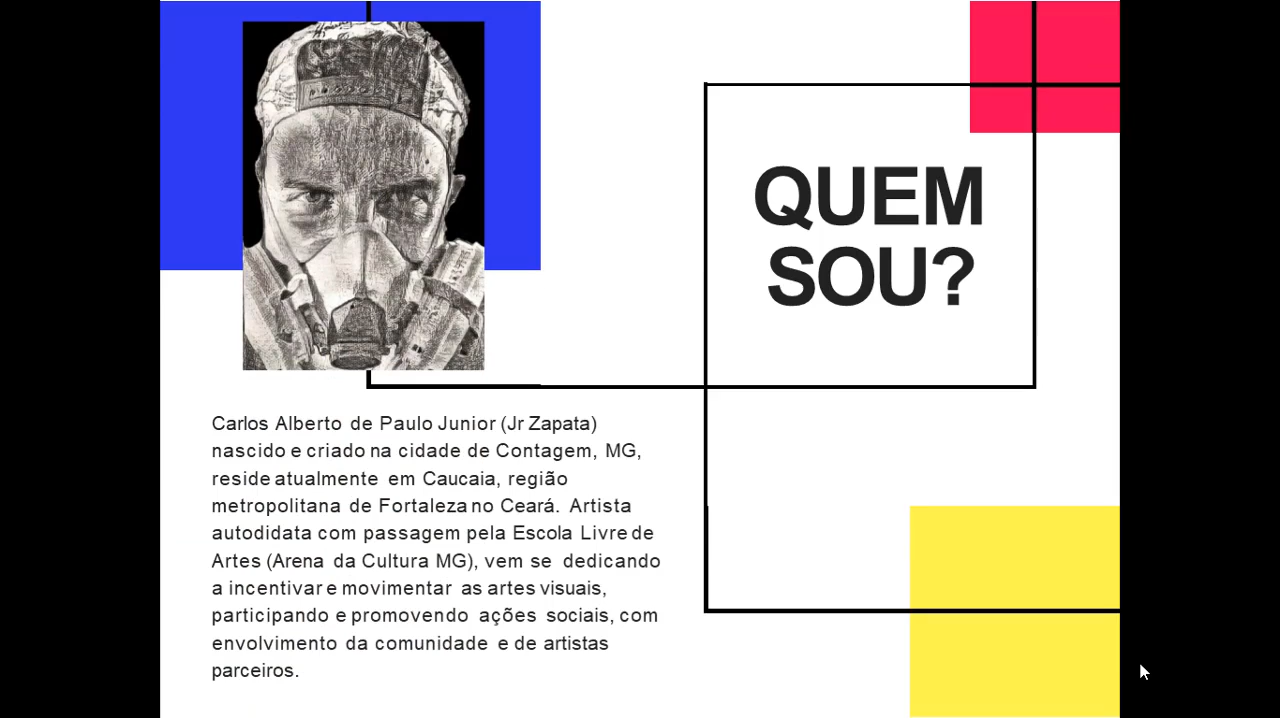 QUEM
SOU?
Carlos Alberto de Paulo Junior (Jr Zapata)
nascido e criado na cidade de Contagem, MG,
reside atualmente em Caucaia, região
metropolitana de Fortaleza no Ceará. Artista
autodidata com passagem pela Escola Livre de
Artes (Arena da Cultura MG), vem se dedicando
a incentivar e movimentar as artes visuais,
participando e promovendo ações sociais, com
envolvimento da comunidade e de artistas
parceiros.